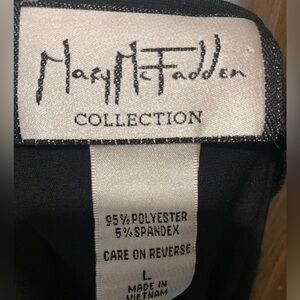 Mary McFadden
COLLECTION
95% POLYESTER
5% SPANDEX
CARE ON REVERSE
L
MADE IN
VIETNAM